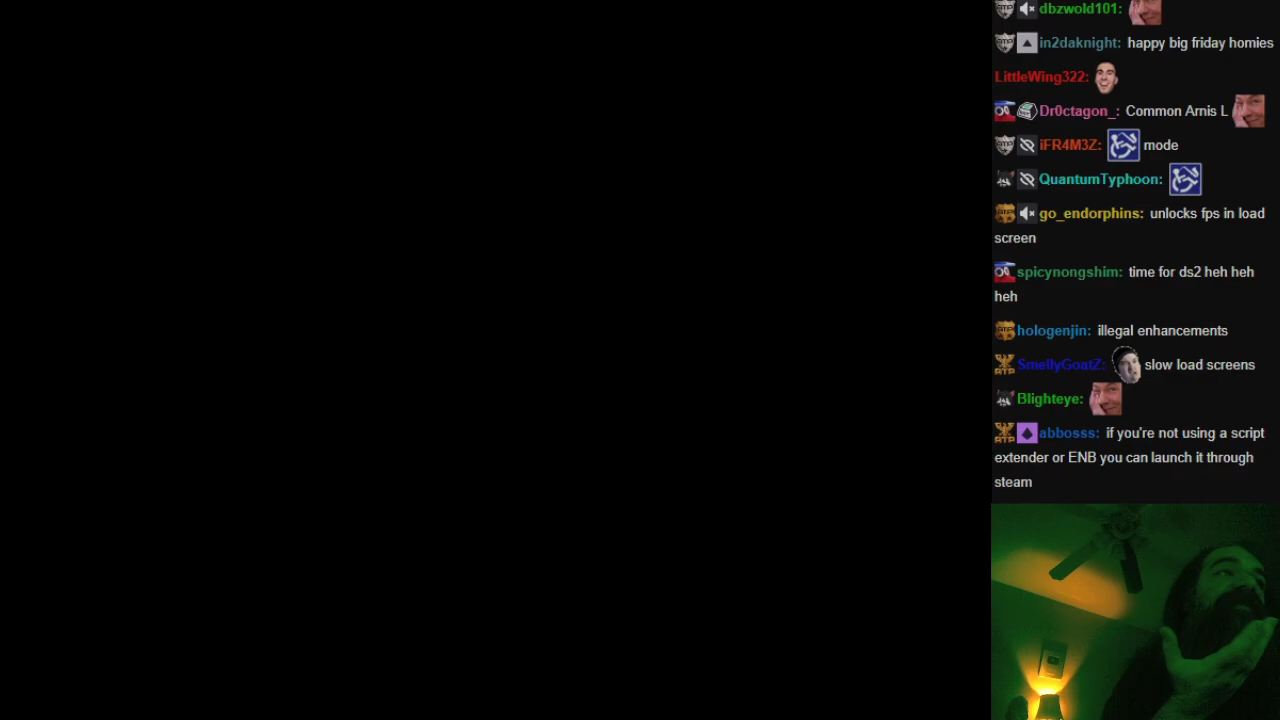 dbzwold101:
in2daknight: happy big friday homies
LittleWing322:
Dr0ctagon_: Common Arnis L
iFR4M3Z: mode
QuantumTyphoon:
go_endorphins: unlocks fps in load
screen
spicynongshim: time for ds2 heh heh
heh
hologenjin: illegal enhancements
SmellyGoatZ: slow load screens
Blighteye:
abbosss: if you're not using a script
extender or ENB you can launch it through
steam